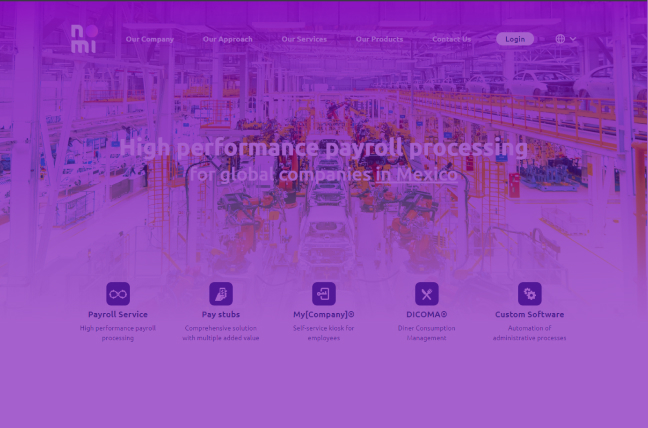 nomi
Our Company
Our Approach
Our Services
Our Products
Contact Us
Login
High performance payroll processing
for global companies in Mexico
Payroll Service
High performance payroll
processing
Pay stubs
Comprehensive solution
with multiple added value
My[Company]®
Self-service kiosk for
employees
DICOMA®
Diner Consumption
Management
Custom Software
Automation of
administrative processes